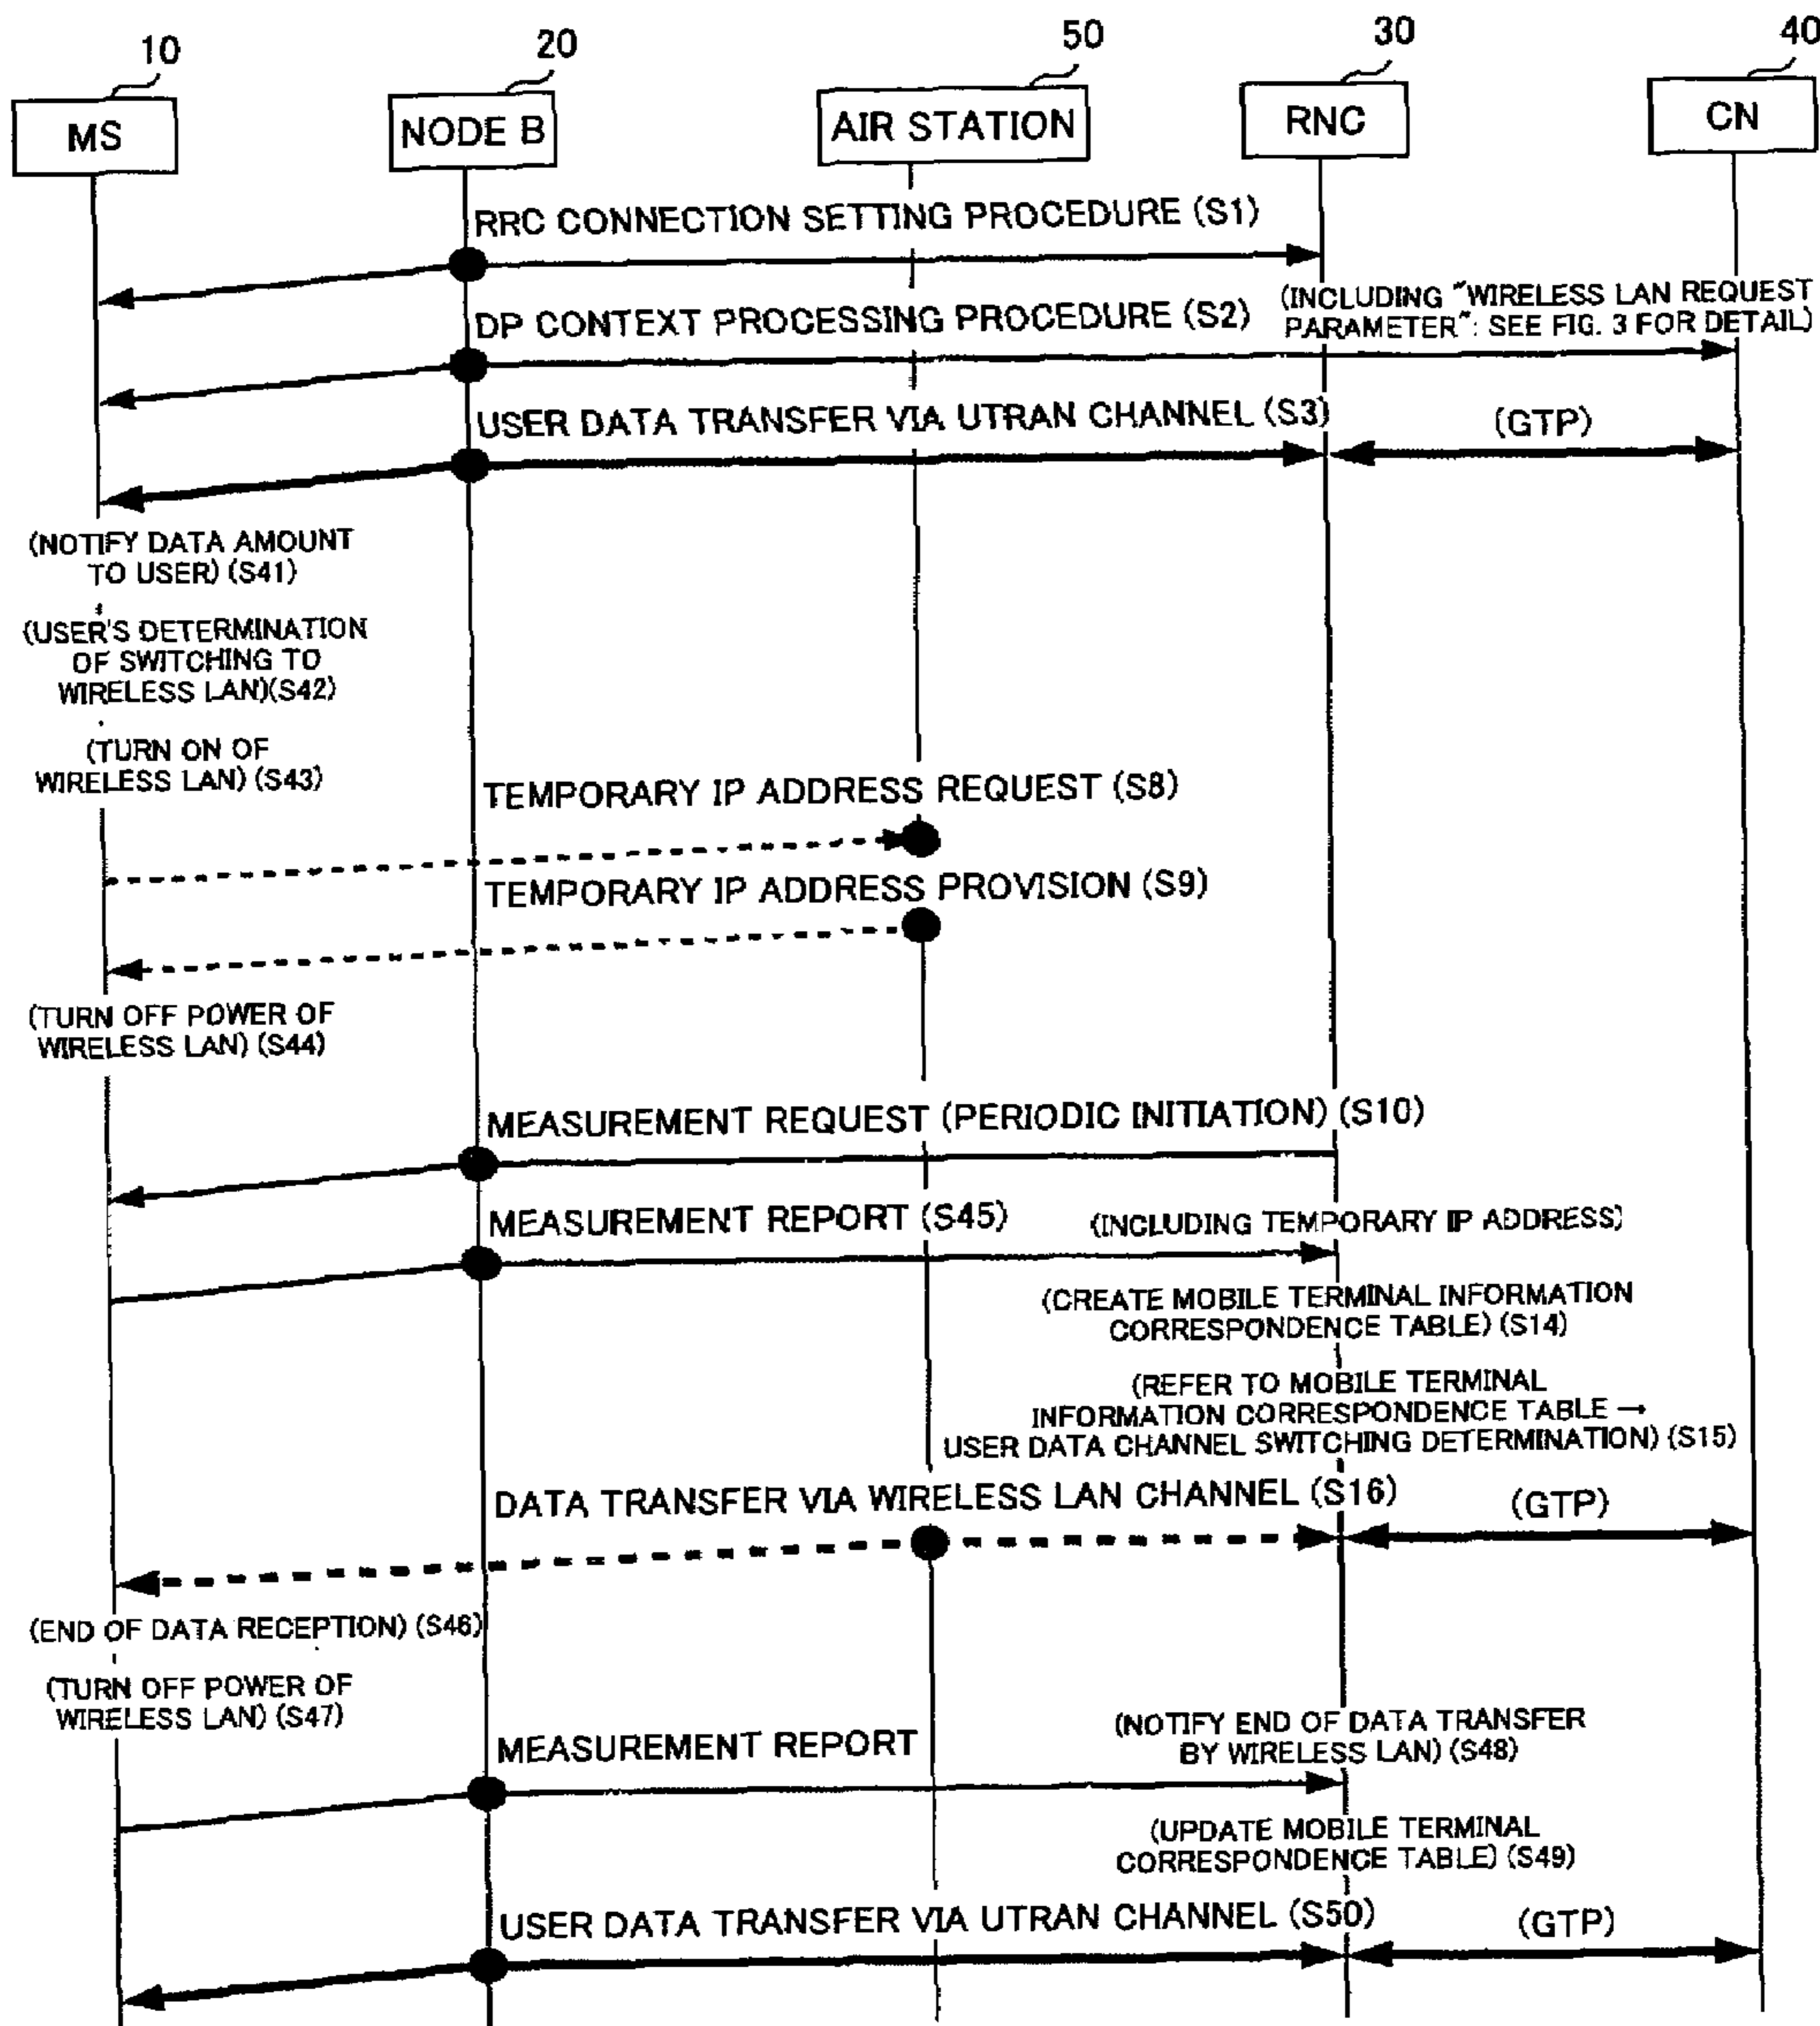 10
20
50
30
40
MS
NODE B
AIR STATION
RNC
CN
RRC CONNECTION SETTING PROCEDURE (S1)
DP CONTEXT PROCESSING PROCEDURE (S2)
(INCLUDING "WIRELESS LAN REQUEST
PARAMETER": SEE FIG. 3 FOR DETAIL)
USER DATA TRANSFER VIA UTRAN CHANNEL (S3)
(GTP)
(NOTIFY DATA AMOUNT
TO USER) (S41)
(USER'S DETERMINATION
OF SWITCHING TO
WIRELESS LAN)(S42)
(TURN ON OF
WIRELESS LAN) (S43)
TEMPORARY IP ADDRESS REQUEST (S8)
TEMPORARY IP ADDRESS PROVISION (S9)
(TURN OFF POWER OF
WIRELESS LAN) (S44)
MEASUREMENT REQUEST (PERIODIC INITIATION) (S10)
MEASUREMENT REPORT (S45)
(INCLUDING TEMPORARY IP ADDRESS)
(CREATE MOBILE TERMINAL INFORMATION
CORRESPONDENCE TABLE) (S14)
(REFER TO MOBILE TERMINAL
INFORMATION CORRESPONDENCE TABLE →
USER DATA CHANNEL SWITCHING DETERMINATION) (S15)
DATA TRANSFER VIA WIRELESS LAN CHANNEL (S16)
(GTP)
(END OF DATA RECEPTION) (S46)
(TURN OFF POWER OF
WIRELESS LAN) (S47)
MEASUREMENT REPORT
(NOTIFY END OF DATA TRANSFER
BY WIRELESS LAN) (S48)
(UPDATE MOBILE TERMINAL
CORRESPONDENCE TABLE) (S49)
USER DATA TRANSFER VIA UTRAN CHANNEL (S50)
(GTP)